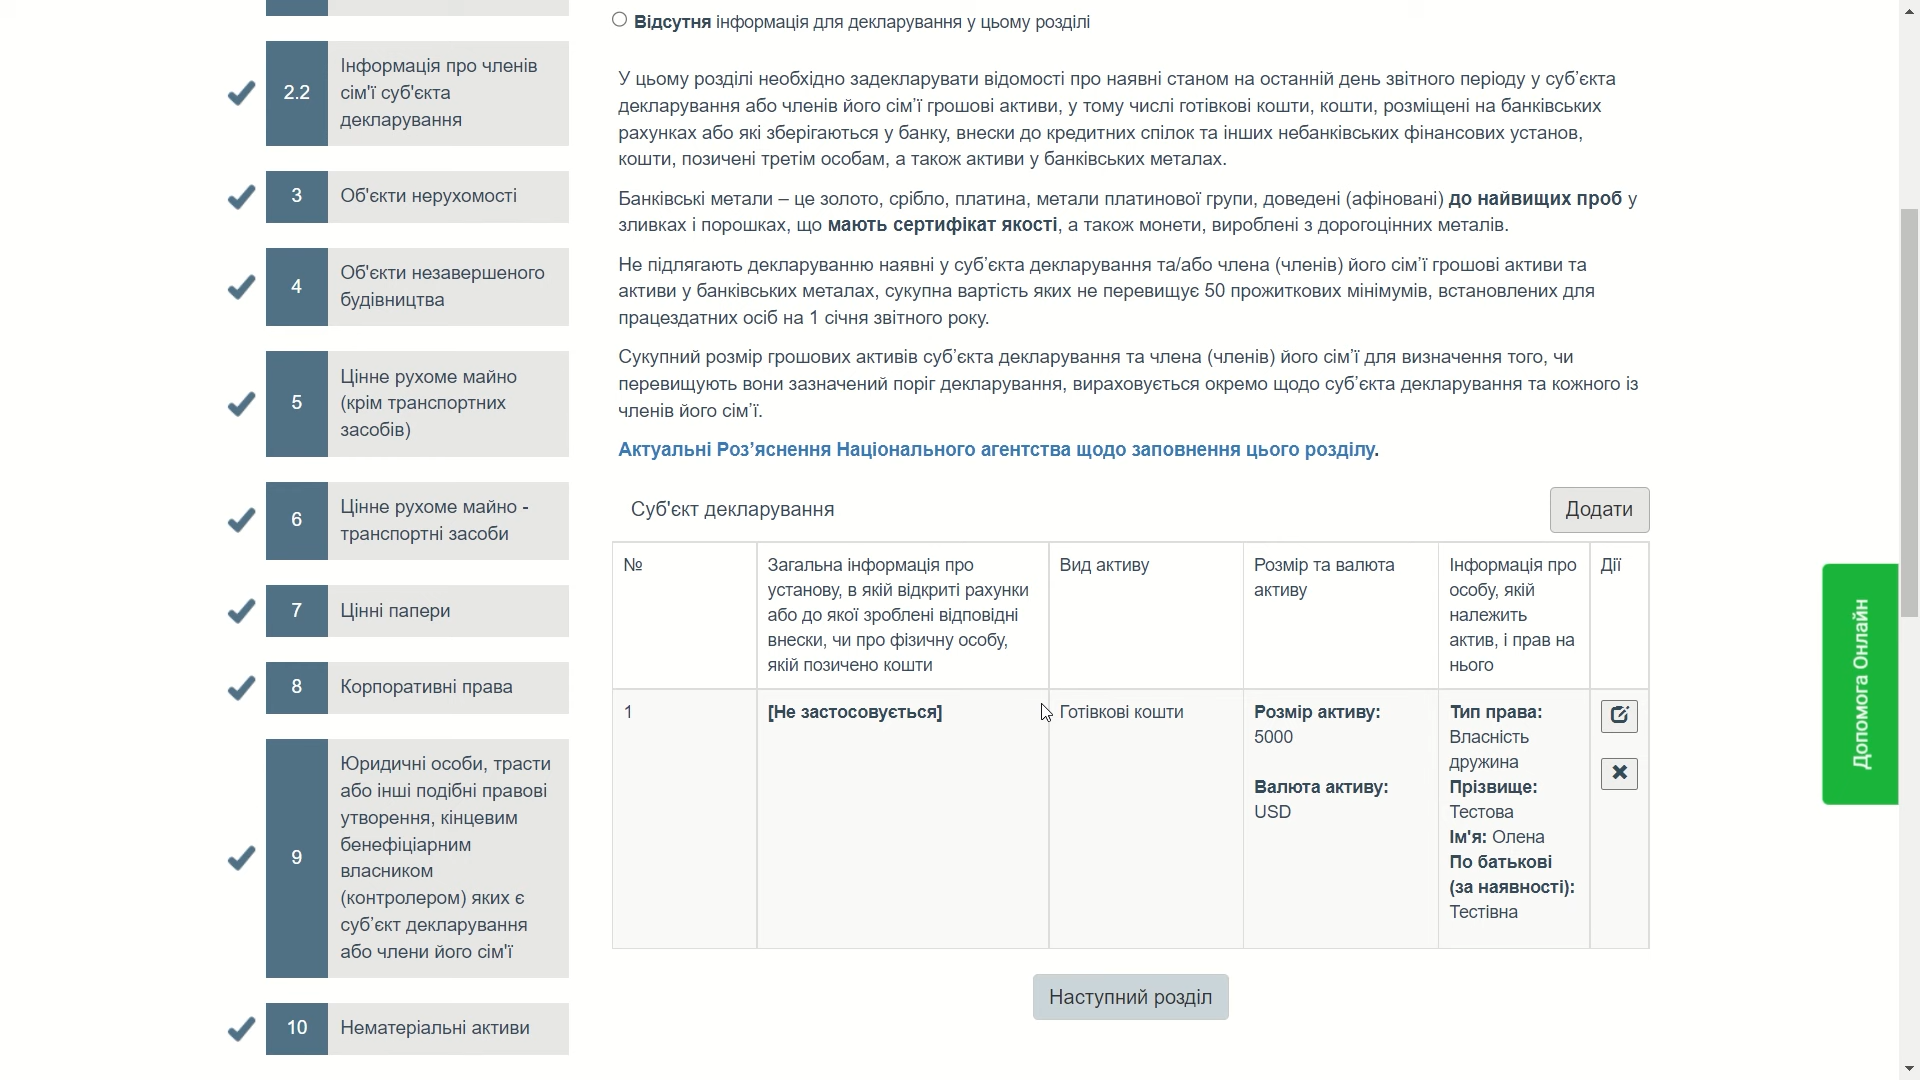 2.2
Інформація про членів
сім'ї суб'єкта
декларування
3
Об'єкти нерухомості
4
Об'єкти незавершеного
будівництва
5
Цінне рухоме майно
(крім транспортних
засобів)
6
Цінне рухоме майно -
транспортні засоби
7
Цінні папери
8
Корпоративні права
9
Юридичні особи, трасти
або інші подібні правові
утворення, кінцевим
бенефіціарним
власником
(контролером) яких є
суб’єкт декларування
або члени його сім'ї
10
Нематеріальні активи
Відсутня інформація для декларування у цьому розділі
У цьому розділі необхідно задекларувати відомості про наявні станом на останній день звітного періоду у суб’єкта
декларування або членів його сім’ї грошові активи, у тому числі готівкові кошти, кошти, розміщені на банківських
рахунках або які зберігаються у банку, внески до кредитних спілок та інших небанківських фінансових установ,
кошти, позичені третім особам, а також активи у банківських металах.
Банківські метали – це золото, срібло, платина, метали платинової групи, доведені (афіновані) до найвищих проб у
зливках і порошках, що мають сертифікат якості, а також монети, вироблені з дорогоцінних металів.
Не підлягають декларуванню наявні у суб’єкта декларування та/або члена (членів) його сім’ї грошові активи та
активи у банківських металах, сукупна вартість яких не перевищує 50 прожиткових мінімумів, встановлених для
працездатних осіб на 1 січня звітного року.
Сукупний розмір грошових активів суб’єкта декларування та члена (членів) його сім’ї для визначення того, чи
перевищують вони зазначений поріг декларування, вираховується окремо щодо суб’єкта декларування та кожного із
членів його сім’ї.
Актуальні Роз’яснення Національного агентства щодо заповнення цього розділу.
Суб'єкт декларування
Додати
№
Загальна інформація про
установу, в якій відкриті рахунки
або до якої зроблені відповідні
внески, чи про фізичну особу,
якій позичено кошти
Вид активу
Розмір та валюта
активу
Інформація про
особу, якій
належить
актив, і прав на
нього
Дії
1
[Не застосовується]
Готівкові кошти
Розмір активу:
5000
Валюта активу:
USD
Тип права:
Власність
дружина
Прізвище:
Тестова
Ім'я: Олена
По батькові
(за наявності):
Тестівна
Наступний розділ
Допомога Онлайн